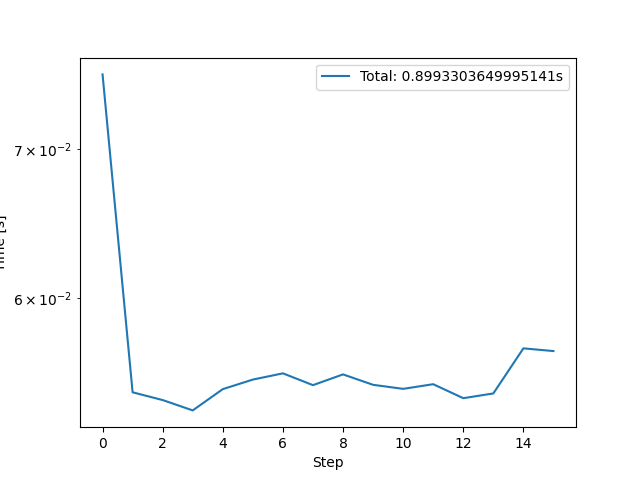 Total: 0.8993303649995141s
7 × 10⁻²
6 × 10⁻²
[s]
0 2 4 6 8 10 12 14
Step